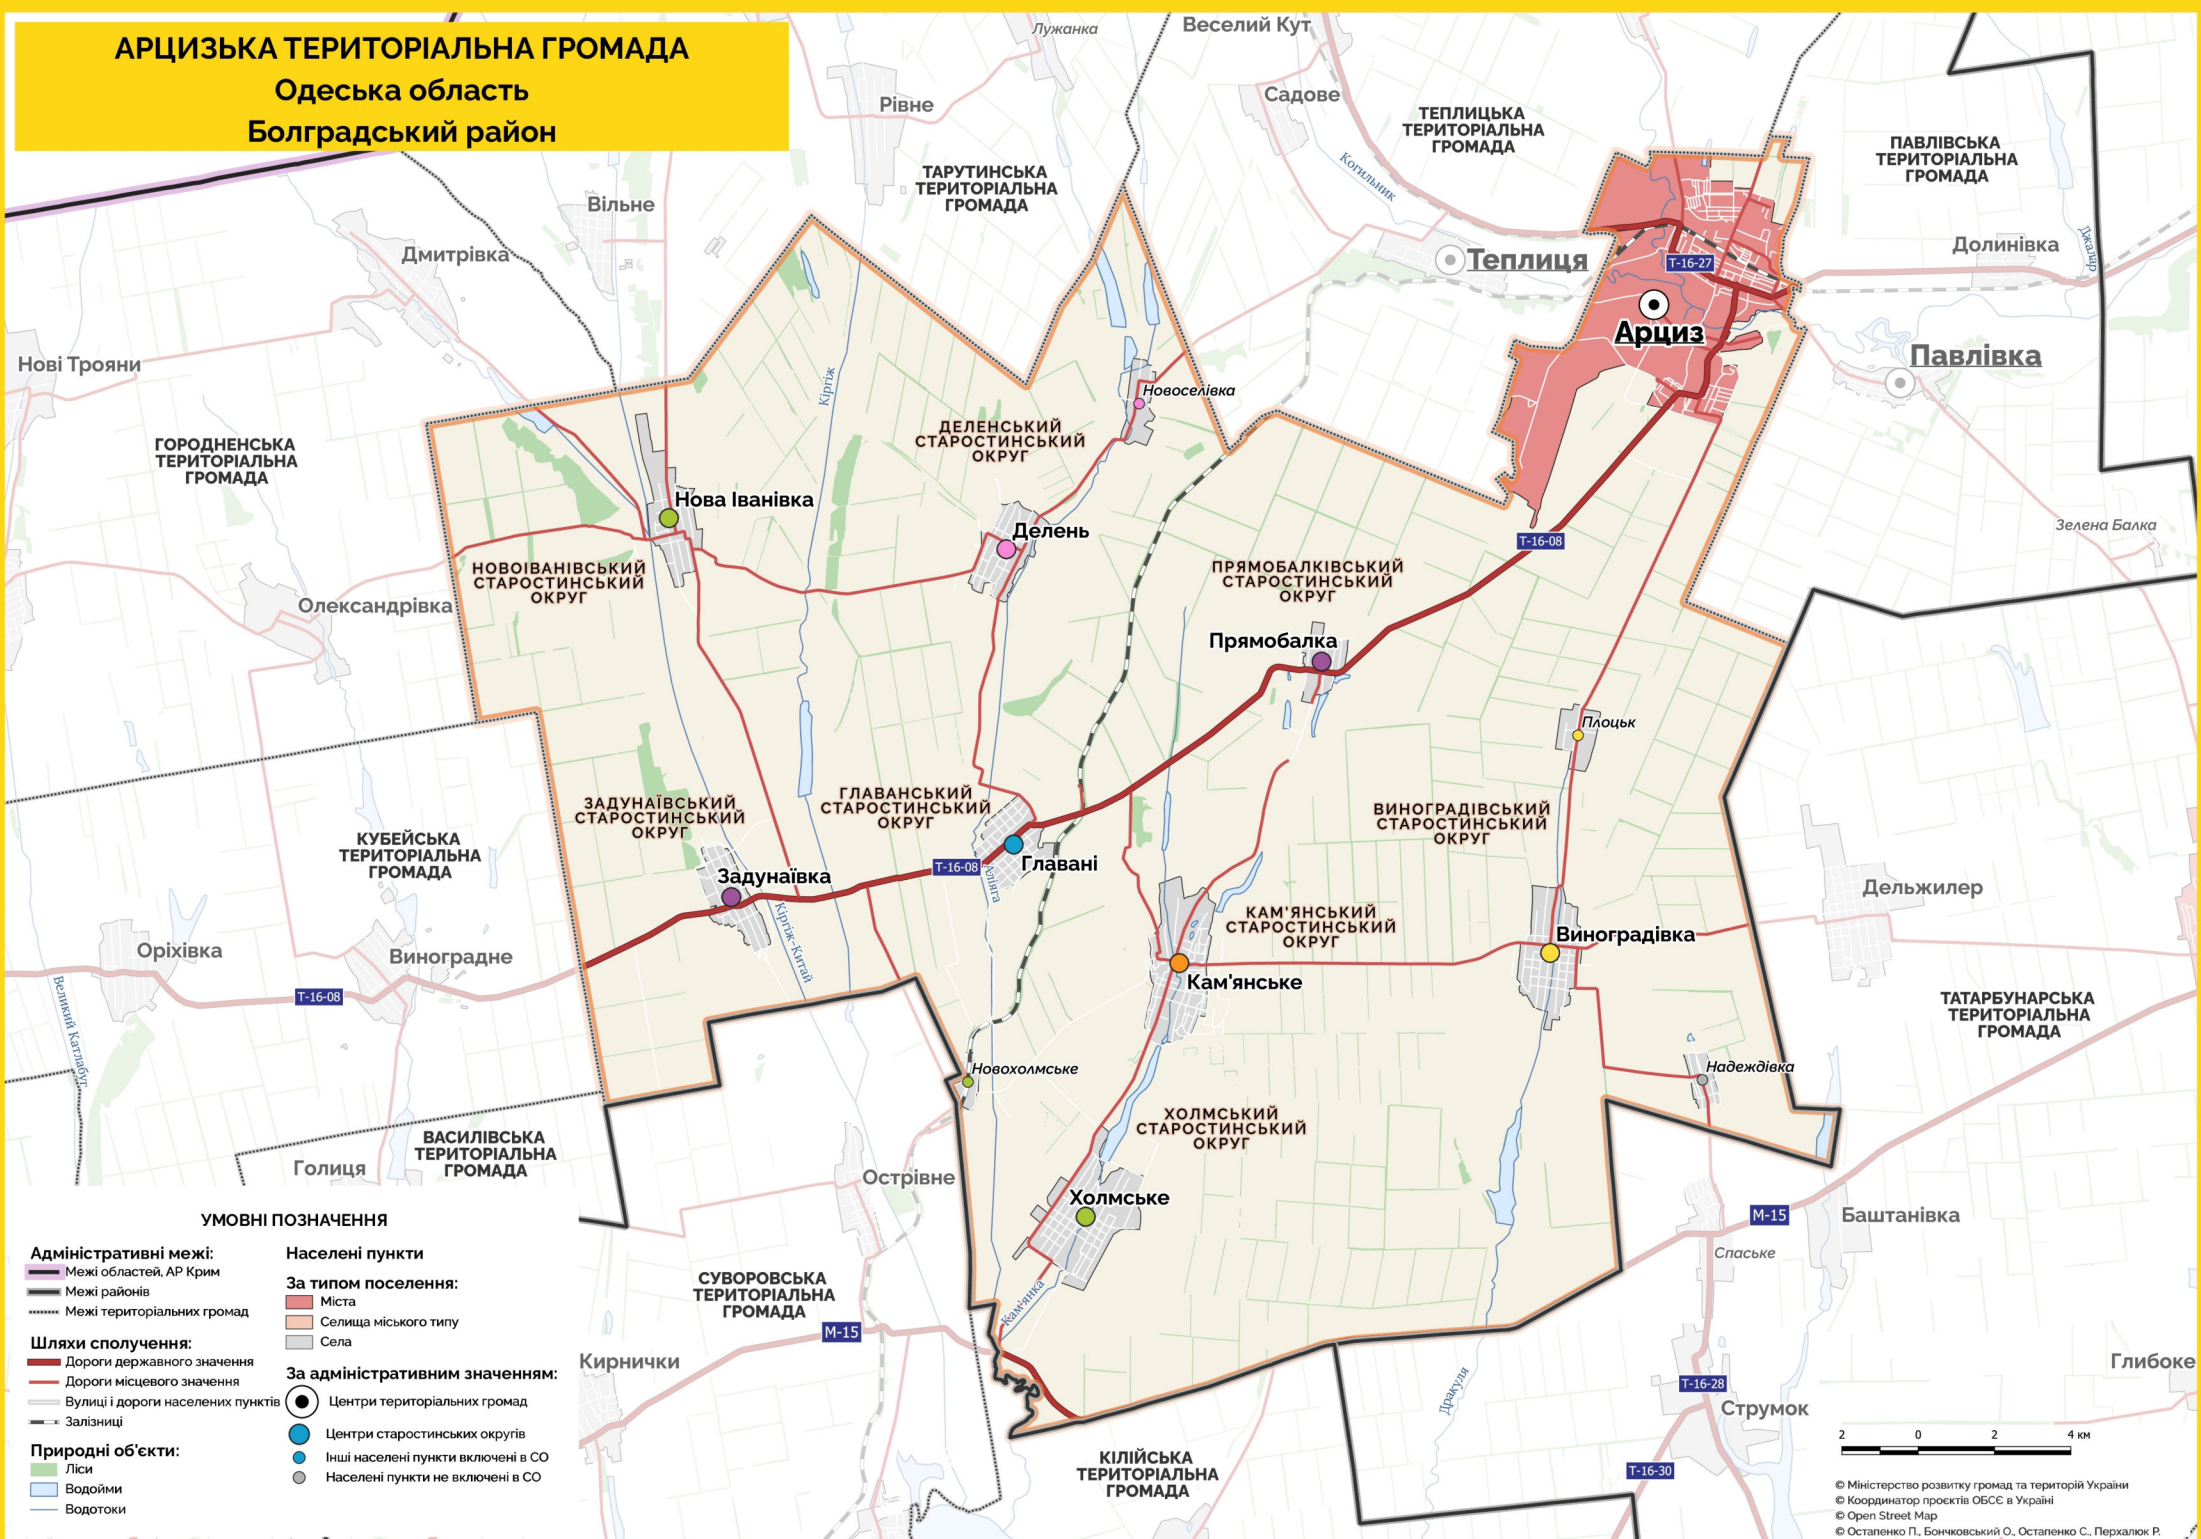 АРЦИЗЬКА ТЕРИТОРІАЛЬНА ГРОМАДА
Одеська область
Болградський район
Лужанка
Веселий Кут
Рівне
Садове
ТЕПЛИЦЬКА
ТЕРИТОРІАЛЬНА
ГРОМАДА
ПАВЛІВСЬКА
ТЕРИТОРІАЛЬНА
ГРОМАДА
ТАРУТИНСЬКА
ТЕРИТОРІАЛЬНА
ГРОМАДА
Когильник
Вільне
Дмитрівка
Долинівка
Джалар
Теплиця
Т-16-27
Арциз
Павлівка
Нові Трояни
Кіргіж
Новоселівка
ГОРОДНЕНСЬКА
ТЕРИТОРІАЛЬНА
ГРОМАДА
ДЕЛЕНСЬКИЙ
СТАРОСТИНСЬКИЙ
ОКРУГ
Нова Іванівка
Делень
Зелена Балка
Т-16-08
НОВОІВАНІВСЬКИЙ
СТАРОСТИНСЬКИЙ
ОКРУГ
ПРЯМОБАЛКІВСЬКИЙ
СТАРОСТИНСЬКИЙ
ОКРУГ
Олександрівка
Прямобалка
Плоцьк
ЗАДУНАЇВСЬКИЙ
СТАРОСТИНСЬКИЙ
ОКРУГ
ГЛАВАНСЬКИЙ
СТАРОСТИНСЬКИЙ
ОКРУГ
ВИНОГРАДІВСЬКИЙ
СТАРОСТИНСЬКИЙ
ОКРУГ
КУБЕЙСЬКА
ТЕРИТОРІАЛЬНА
ГРОМАДА
Т-16-08
Главані
Задунаївка
Аліяга
Дельжилер
КАМ'ЯНСЬКИЙ
СТАРОСТИНСЬКИЙ
ОКРУГ
Виноградівка
Кіргіж-Китай
Оріхівка
Виноградне
Т-16-08
Великий Катлабуг
Кам'янське
ТАТАРБУНАРСЬКА
ТЕРИТОРІАЛЬНА
ГРОМАДА
Новохолмське
Надеждівка
ВАСИЛІВСЬКА
ТЕРИТОРІАЛЬНА
ГРОМАДА
Голиця
ХОЛМСЬКИЙ
СТАРОСТИНСЬКИЙ
ОКРУГ
Острівне
Холмське
М-15
Баштанівка
Спаське
СУВОРОВСЬКА
ТЕРИТОРІАЛЬНА
ГРОМАДА
М-15
Кам'янка
Кирнички
Дракуля
Т-16-28
Глибоке
Струмок
КІЛІЙСЬКА
ТЕРИТОРІАЛЬНА
ГРОМАДА
Т-16-30
УМОВНІ ПОЗНАЧЕННЯ
Адміністративні межі:
Межі областей, АР Крим
Межі районів
Межі територіальних громад
Шляхи сполучення:
Дороги державного значення
Дороги місцевого значення
Вулиці і дороги населених пунктів
Залізниці
Природні об'єкти:
Ліси
Водойми
Водотоки
Населені пункти
За типом поселення:
Міста
Селища міського типу
Села
За адміністративним значенням:
Центри територіальних громад
Центри старостинських округів
Інші населені пункти включені в СО
Населені пункти не включені в СО
2 0 2 4 км
© Міністерство розвитку громад та територій України
© Координатор проєктів ОБСЄ в Україні
© Open Street Map
© Остапенко П., Бончковський О., Остапенко С., Перхалюк Р.